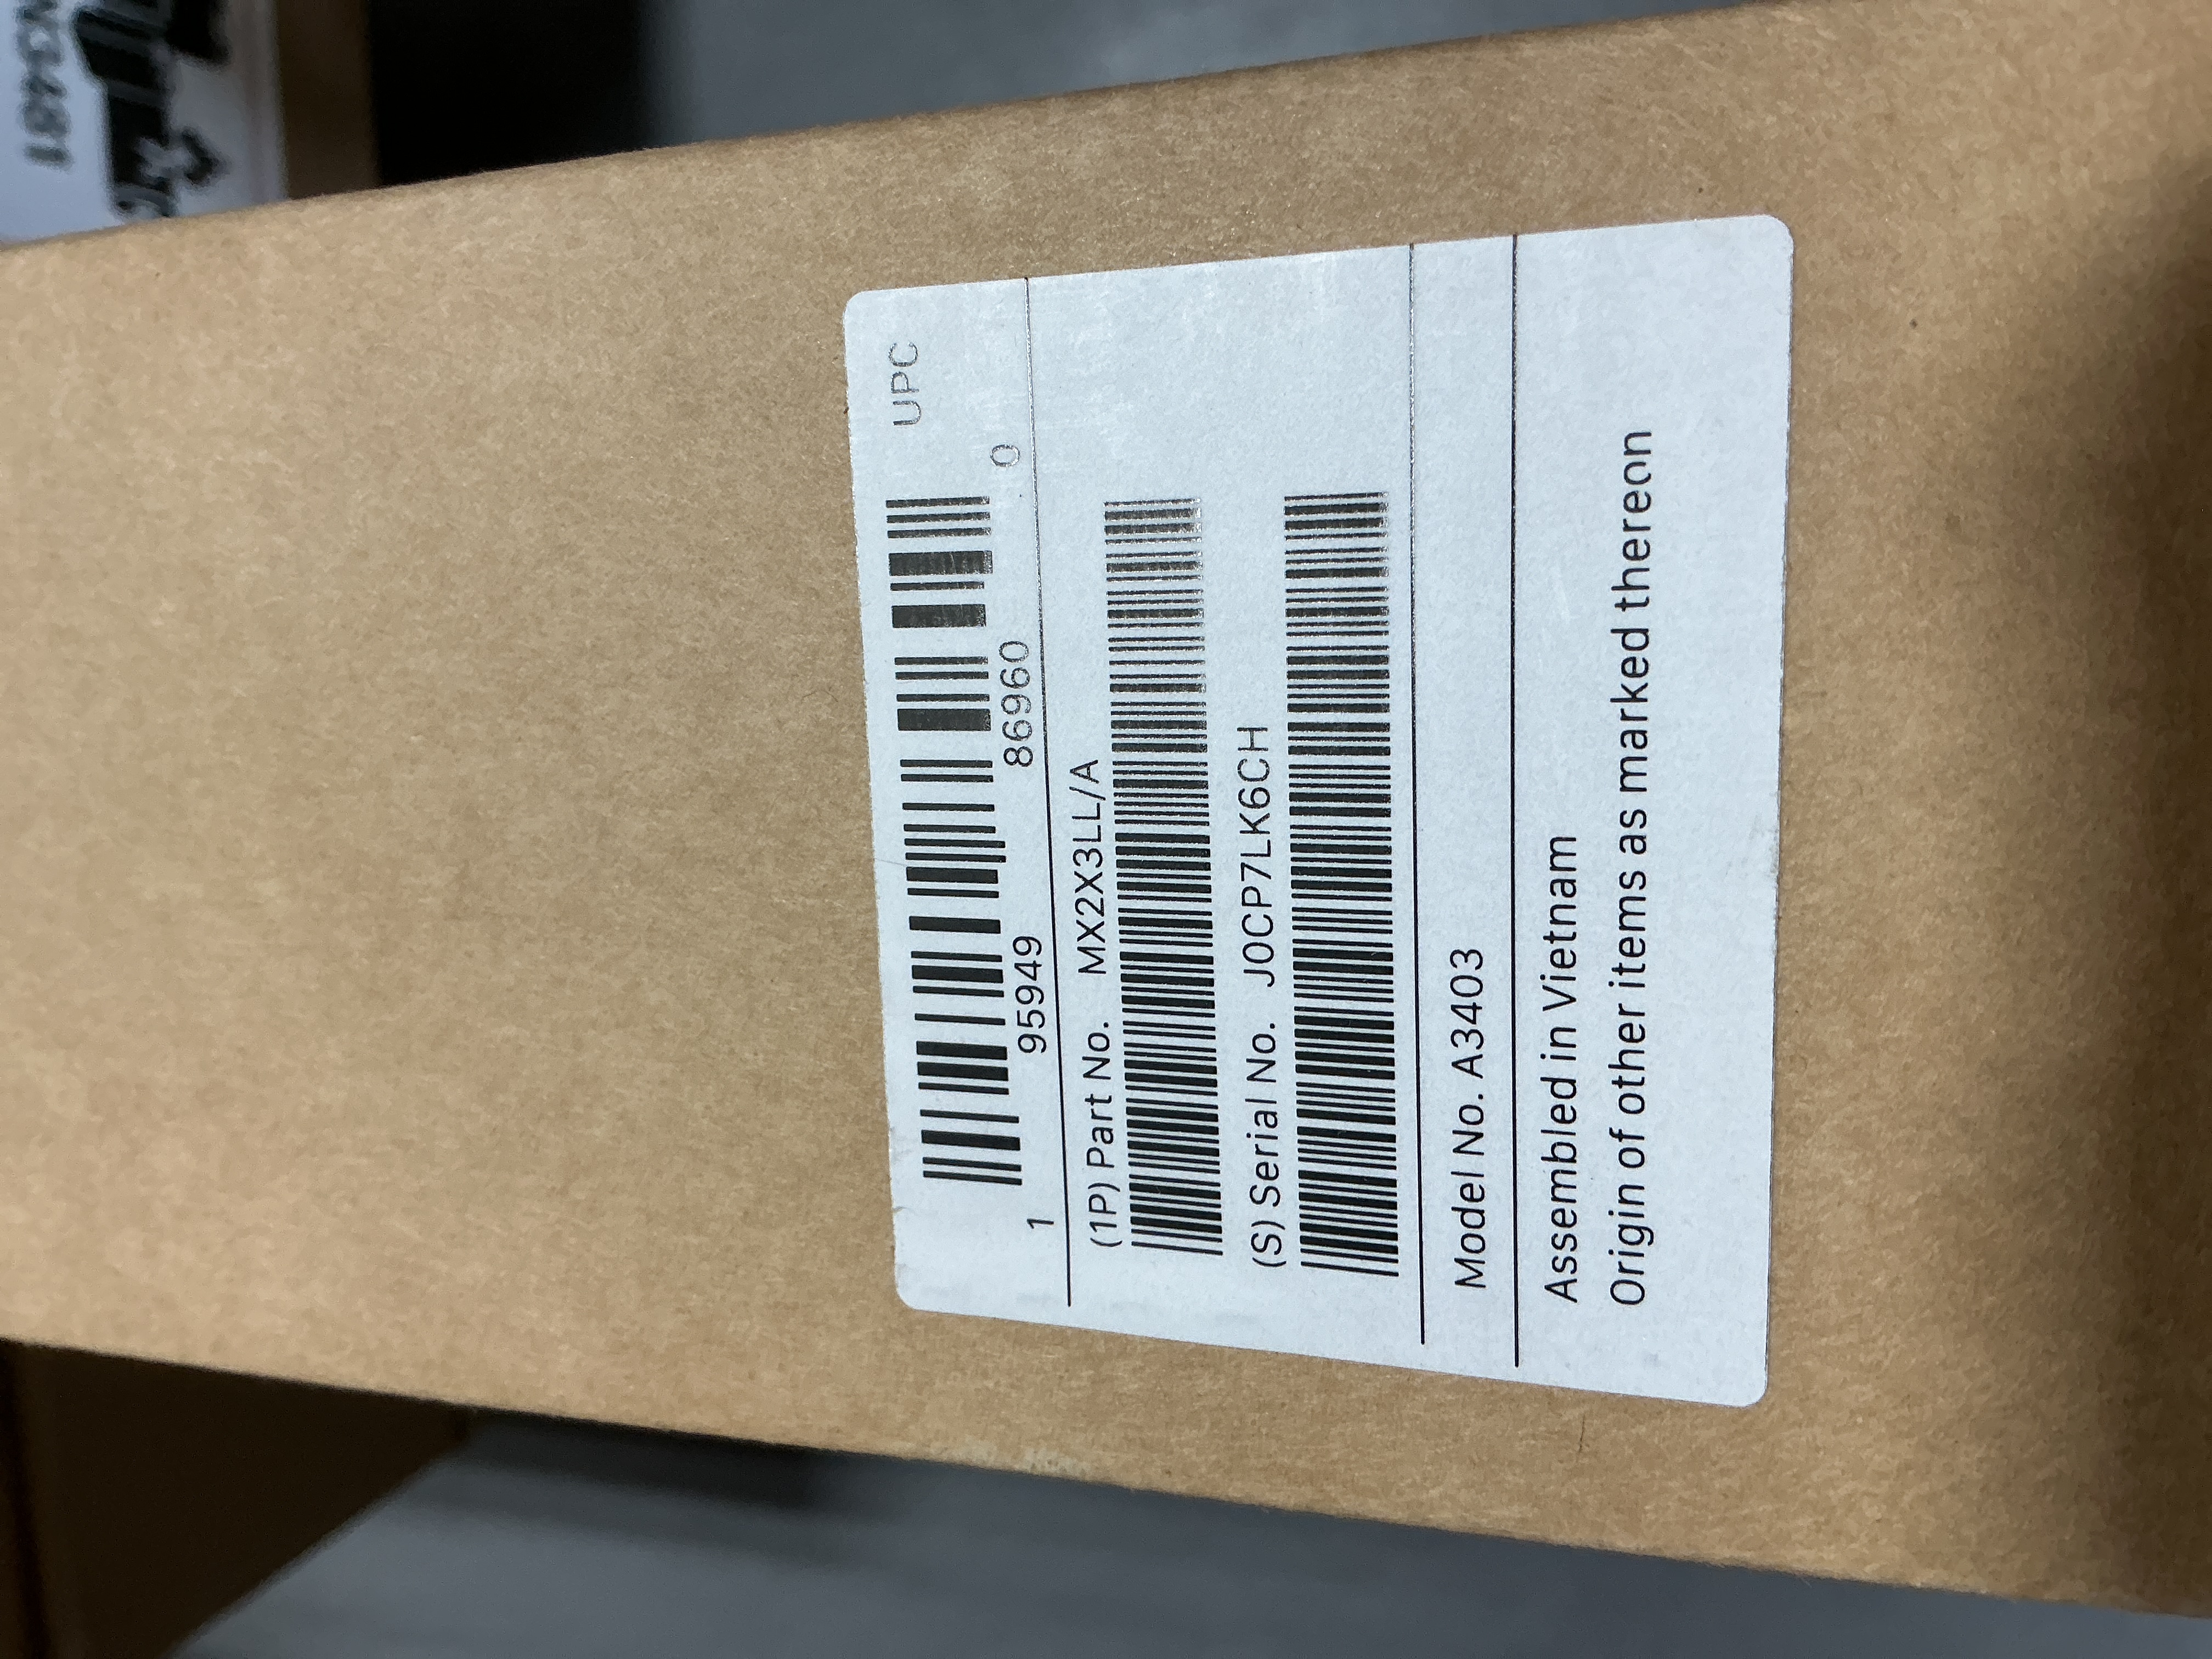 UPC
1 95949 86960 0
(1P) Part No. MX2X3LL/A
(S) Serial No. J0CP7LK6CH
Model No. A3403
Assembled in Vietnam
Origin of other items as marked thereon